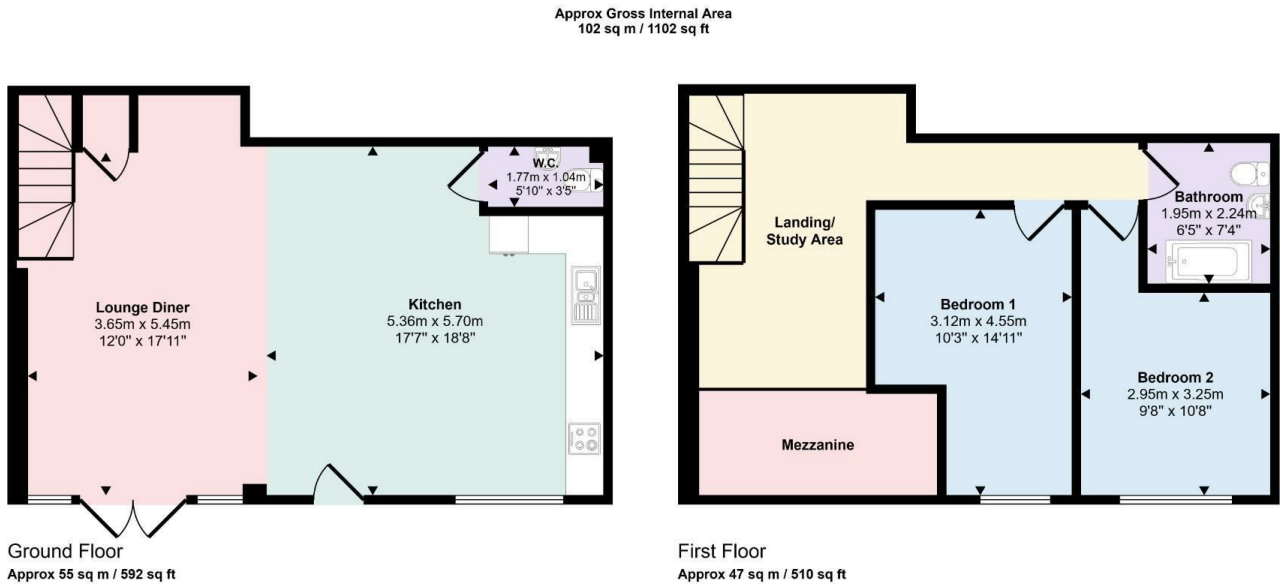 Approx Gross Internal Area
102 sq m / 1102 sq ft
W.C.
1.77m x 1.04m
5'10" x 3'5"
Lounge Diner
3.65m x 5.45m
12'0" x 17'11"
Kitchen
5.36m x 5.70m
17'7" x 18'8"
Ground Floor
Approx 55 sq m / 592 sq ft
Landing/
Study Area
Bathroom
1.95m x 2.24m
6'5" x 7'4"
Bedroom 1
3.12m x 4.55m
10'3" x 14'11"
Bedroom 2
2.95m x 3.25m
9'8" x 10'8"
Mezzanine
First Floor
Approx 47 sq m / 510 sq ft